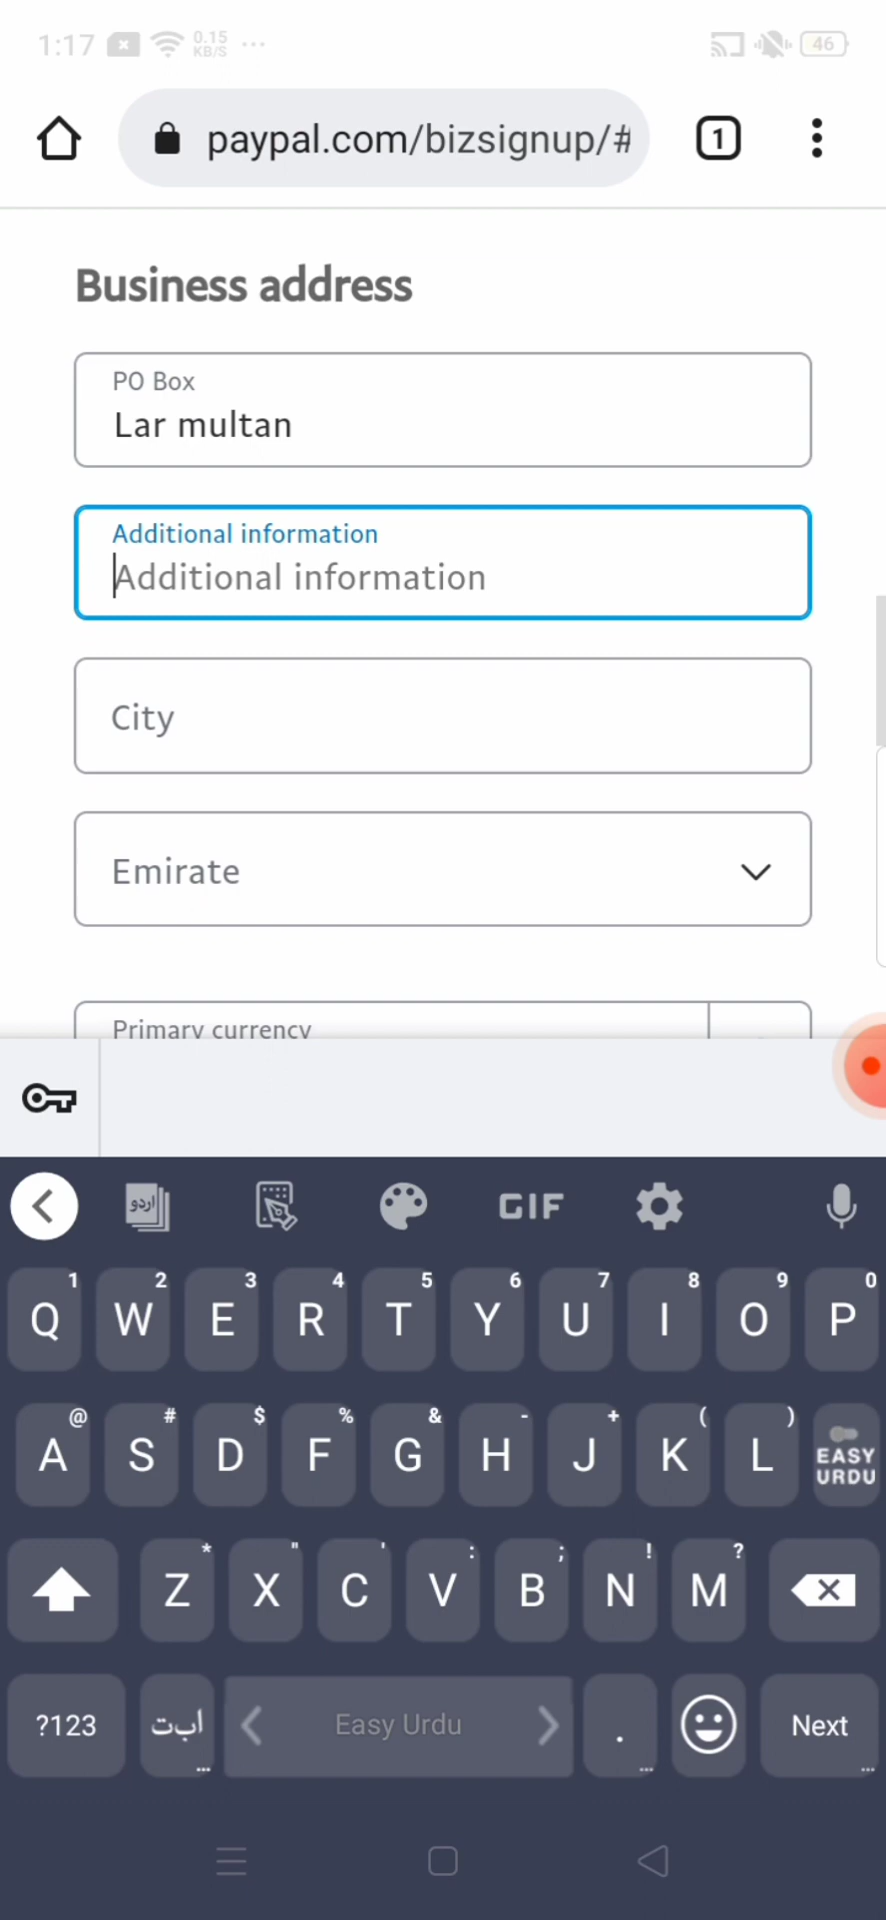 1:17 0.15 KB/S ... 46
paypal.com/bizsignup/# 1
Business address
PO Box
Lar multan
Additional information
Additional information
City
Emirate
Primary currency
اردو GIF
Q 1 W 2 E 3 R 4 T 5 Y 6 U 7 I 8 O 9 P 0
A @ S # D $ F % G & H - J + K ( L ) EASY URDU
Z * X " C ' V : B ; N ! M ?
?123 ا ب ت ... Easy Urdu . ... Next ...